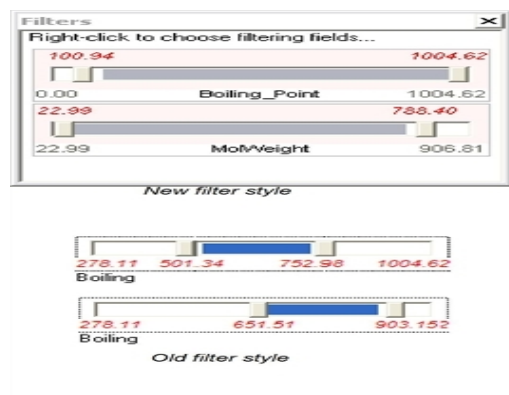 Filters
Right-click to choose filtering fields...
100.94 1004.62
0.00 Boiling_Point 1004.62
22.99 788.40
22.99 MolWeight 906.81
New filter style
278.11 501.34 752.98 1004.62
Boiling
278.11 651.51 903.152
Boiling
Old filter style